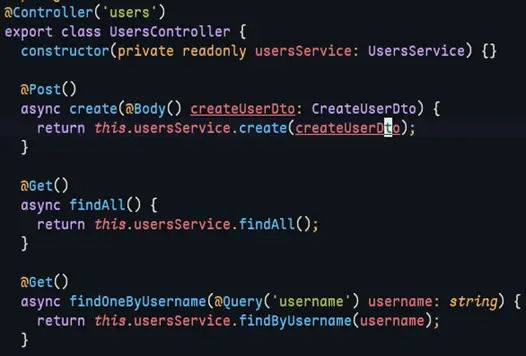 @Controller('users')
export class UsersController {
constructor(private readonly usersService: UsersService) {}
@Post()
async create(@Body() createUserDto: CreateUserDto) {
return this.usersService.create(createUserDto);
}
@Get()
async findAll() {
return this.usersService.findAll();
}
@Get()
async findOneByUsername(@Query('username') username: string) {
return this.usersService.findByUsername(username);
}